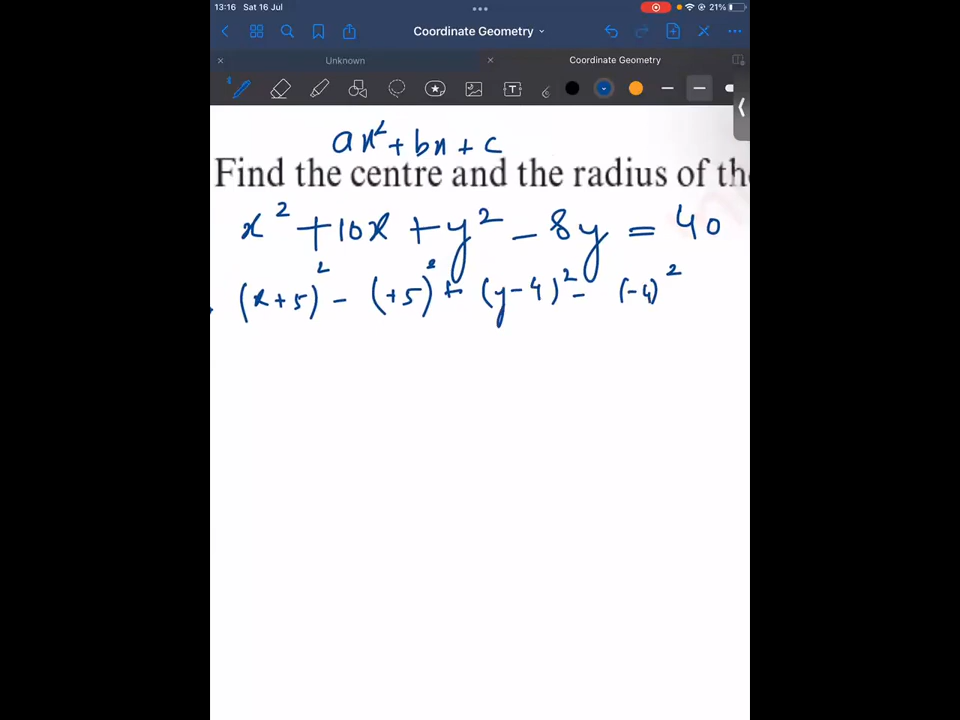 13:16 Sat 16 Jul
21%
Coordinate Geometry
Unknown
Coordinate Geometry
ax² + bx + c
Find the centre and the radius of the
x² + 10x + y² - 8y = 40
(x + 5)² - (+5)² + (y - 4)² - (-4)²